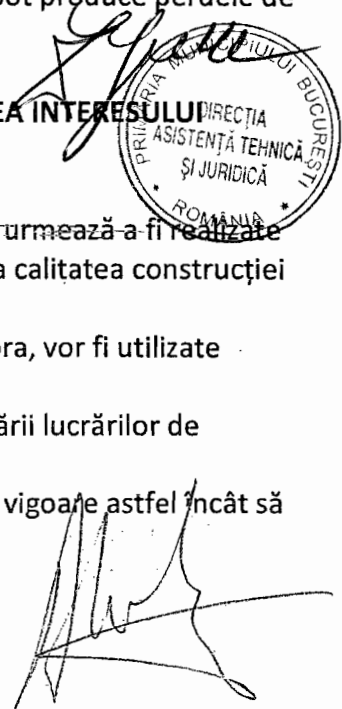 pot produce perdele de
EA INTERESULUI
PRIMĂRIA MUNICIPIULUI BUCUREȘTI
DIRECȚIA
ASISTENȚĂ TEHNICĂ
ȘI JURIDICĂ
* ROMÂNIA *
urmează a fi realizate
a calitatea construcției
ora, vor fi utilizate
ării lucrărilor de
vigoare astfel încât să